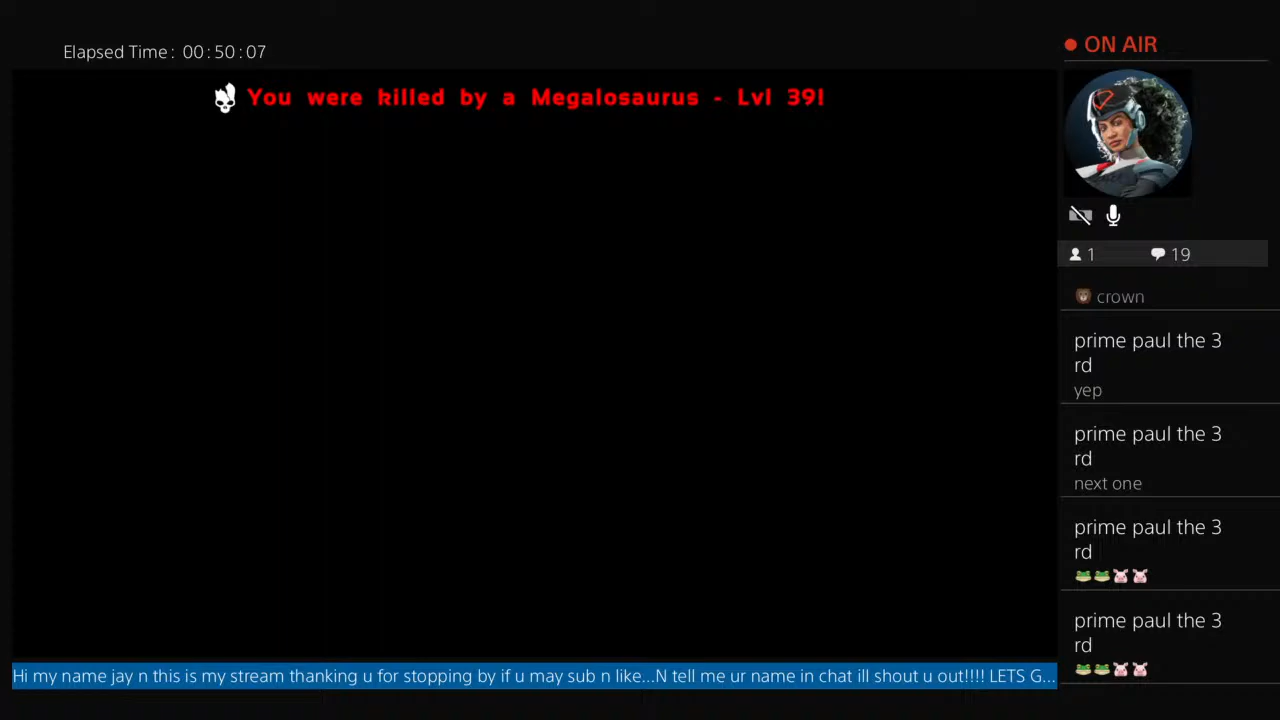 Elapsed Time: 00:50:07
ON AIR
You were killed by a Megalosaurus - Lvl 39!
1 19
crown
prime paul the 3
rd
yep
prime paul the 3
rd
next one
prime paul the 3
rd
🐸🐸🐷🐷
prime paul the 3
rd
🐸🐸🐷🐷
Hi my name jay n this is my stream thanking u for stopping by if u may sub n like...N tell me ur name in chat ill shout u out!!!! LETS G...